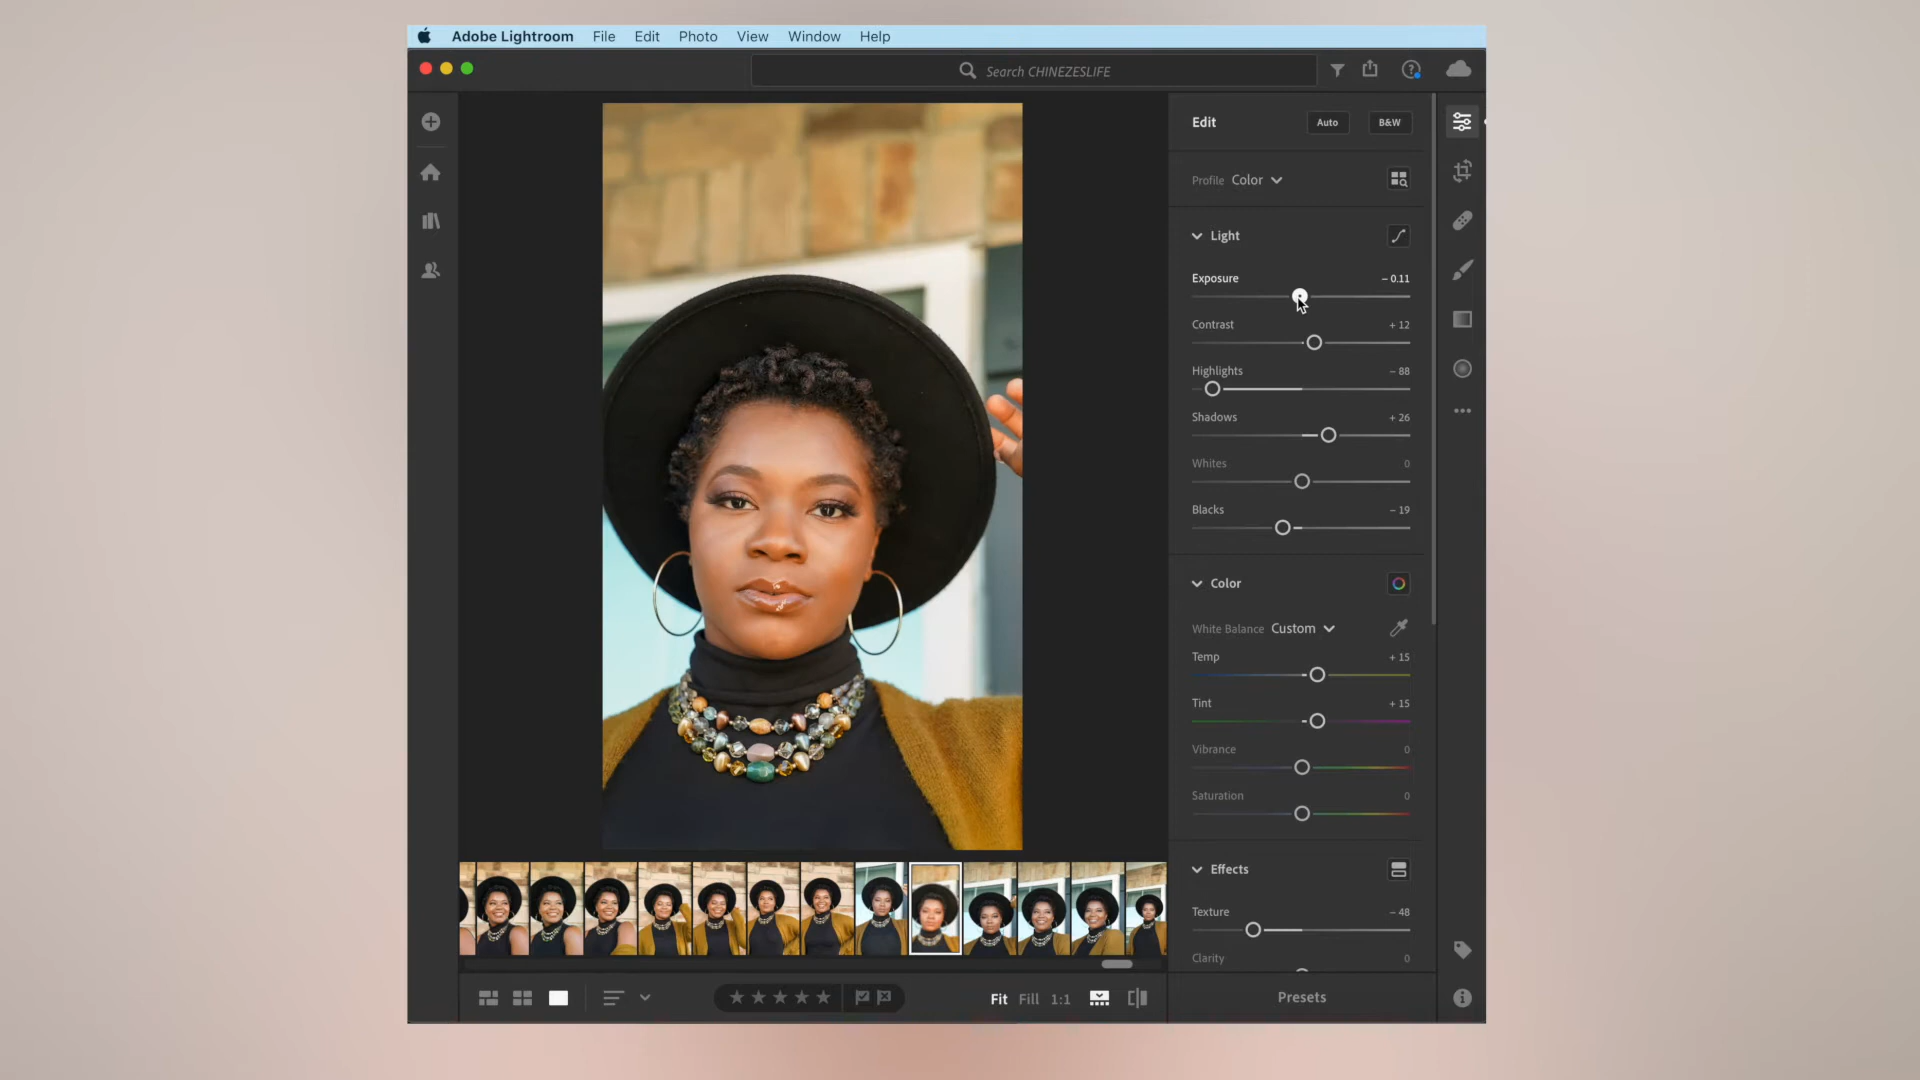 Adobe Lightroom File Edit Photo View Window Help
Search CHINEZESLIFE
Edit Auto B&W
Profile Color
Light
Exposure – 0.11
Contrast + 12
Highlights – 88
Shadows + 26
Whites 0
Blacks – 19
Color
White Balance Custom
Temp + 15
Tint + 15
Vibrance 0
Saturation 0
Effects
Texture – 48
Clarity 0
Fit Fill 1:1
Presets